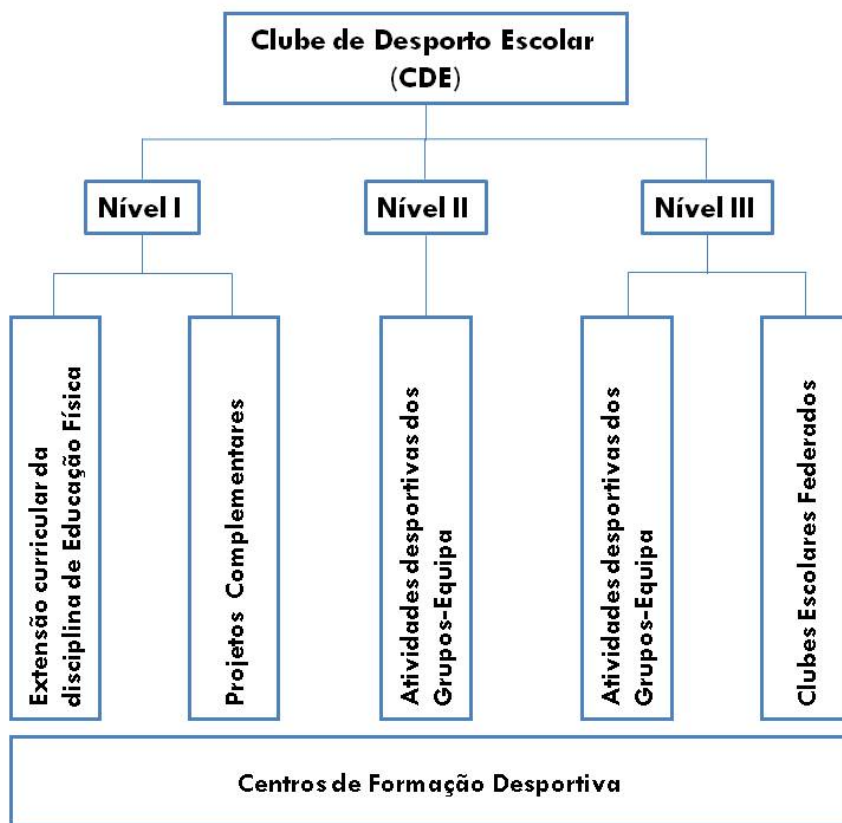 Clube de Desporto Escolar
(CDE)
Nível I
Nível II
Nível III
Extensão curricular da
disciplina de Educação Física
Projetos Complementares
Atividades desportivas dos
Grupos-Equipa
Atividades desportivas dos
Grupos-Equipa
Clubes Escolares Federados
Centros de Formação Desportiva